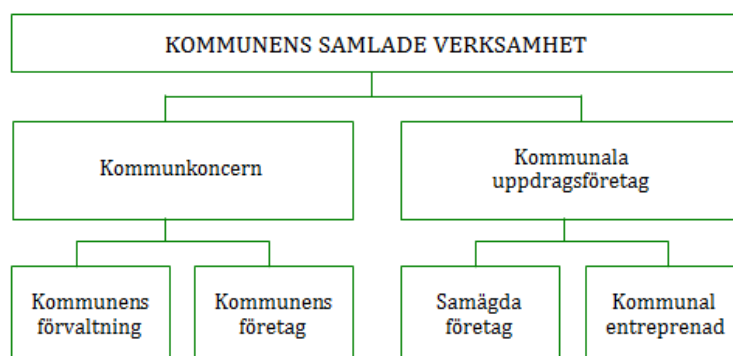 KOMMUNENS SAMLADE VERKSAMHET
Kommunkoncern
Kommunala
uppdragsföretag
Kommunens
förvaltning
Kommunens
företag
Samägda
företag
Kommunal
entreprenad